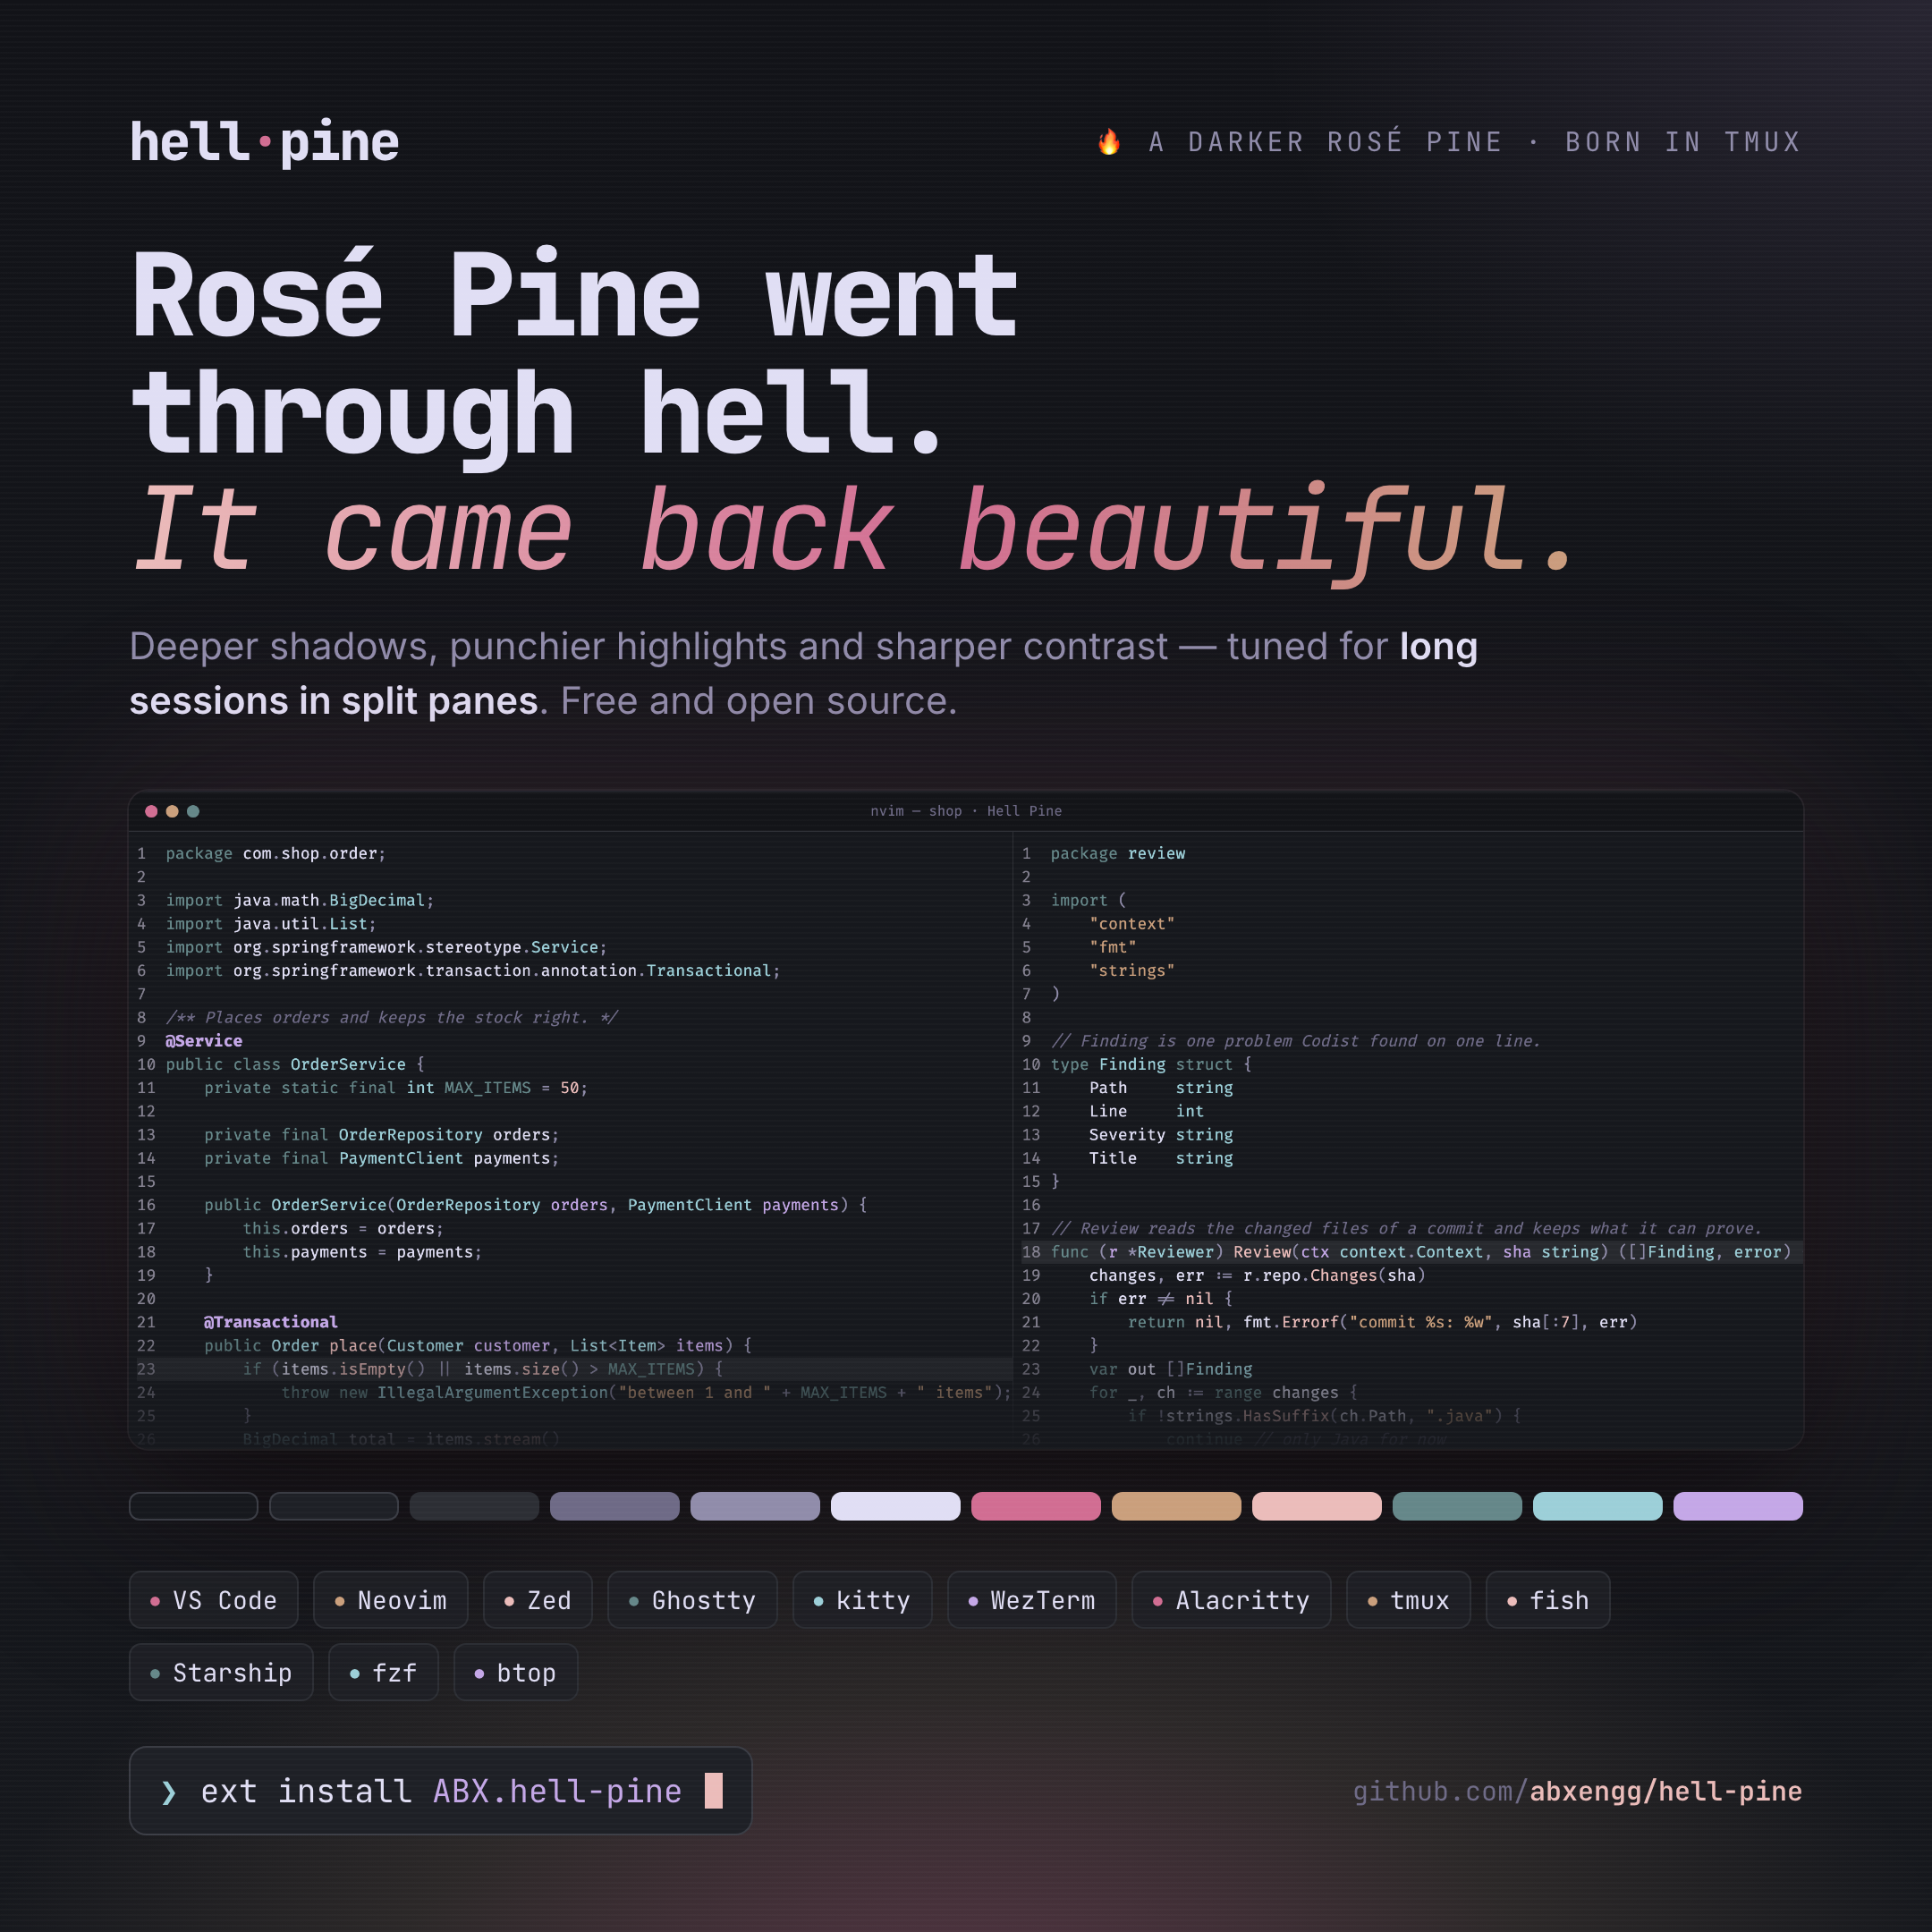 hell·pine
🔥 A DARKER ROSÉ PINE · BORN IN TMUX
Rosé Pine went
through hell.
It came back beautiful.
Deeper shadows, punchier highlights and sharper contrast — tuned for long
sessions in split panes. Free and open source.
nvim — shop · Hell Pine
1 package com.shop.order;
2
3 import java.math.BigDecimal;
4 import java.util.List;
5 import org.springframework.stereotype.Service;
6 import org.springframework.transaction.annotation.Transactional;
7
8 /** Places orders and keeps the stock right. */
9 @Service
10 public class OrderService {
11     private static final int MAX_ITEMS = 50;
12
13     private final OrderRepository orders;
14     private final PaymentClient payments;
15
16     public OrderService(OrderRepository orders, PaymentClient payments) {
17         this.orders = orders;
18         this.payments = payments;
19     }
20
21     @Transactional
22     public Order place(Customer customer, List<Item> items) {
23         if (items.isEmpty() || items.size() > MAX_ITEMS) {
24             throw new IllegalArgumentException("between 1 and " + MAX_ITEMS + " items");
25         }
26         BigDecimal total = items.stream()
1 package review
2
3 import (
4     "context"
5     "fmt"
6     "strings"
7 )
8
9 // Finding is one problem Codist found on one line.
10 type Finding struct {
11     Path     string
12     Line     int
13     Severity string
14     Title    string
15 }
16
17 // Review reads the changed files of a commit and keeps what it can prove.
18 func (r *Reviewer) Review(ctx context.Context, sha string) ([]Finding, error)
19     changes, err := r.repo.Changes(sha)
20     if err != nil {
21         return nil, fmt.Errorf("commit %s: %w", sha[:7], err)
22     }
23     var out []Finding
24     for _, ch := range changes {
25         if !strings.HasSuffix(ch.Path, ".java") {
26             continue // only Java for now
VS Code
Neovim
Zed
Ghostty
kitty
WezTerm
Alacritty
tmux
fish
Starship
fzf
btop
❯ ext install ABX.hell-pine
github.com/abxengg/hell-pine